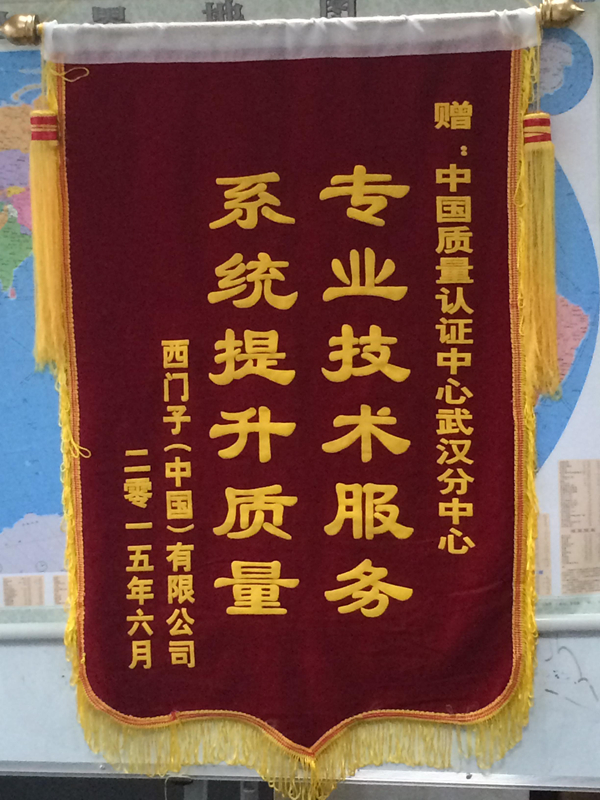 赠：中国质量认证中心武汉分中心
专业技术服务
系统提升质量
西门子（中国）有限公司
二零一五年六月